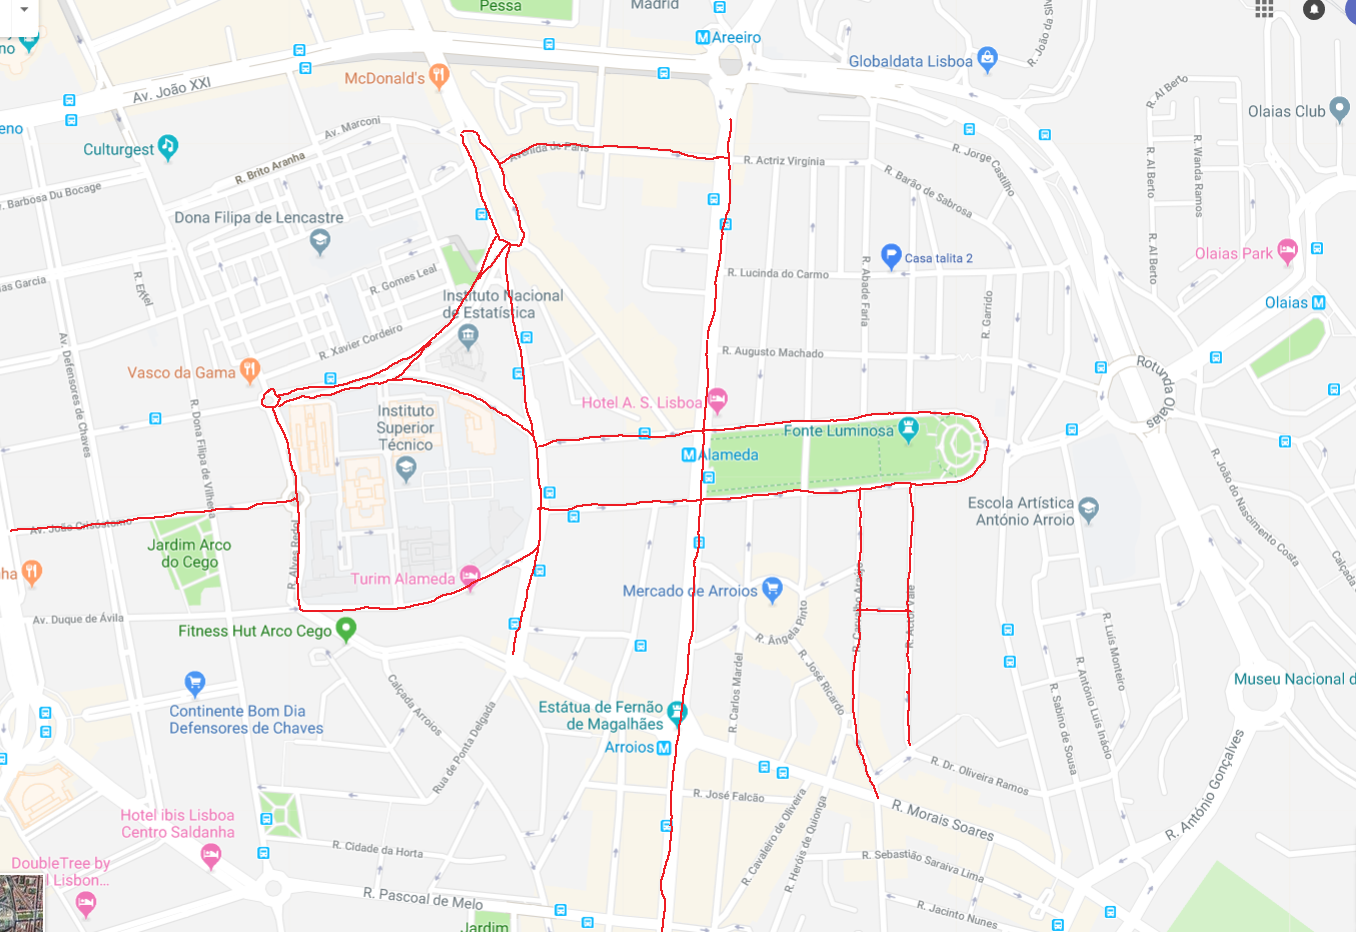 Pessa
Madrid
Areeiro
Globaldata Lisboa
R. João da
McDonald's
Av. João XXI
R. Al Berto
Olaias Club
eno
no
Culturgest
Av. Marconi
R. Brito Aranha
Avenida de Paris
R. Actriz Virgínia
R. Jorge Castilho
R. Barão de Sabrosa
R. Al Berto
R. Wanda Ramos
R. Barbosa Du Bocage
Dona Filipa de Lencastre
R. Al Berto
Olaias Park
R. Gomes Leal
R. Lucinda do Carmo
Casa talita 2
R. Abade Faria
R. Garrido
ias Garcia
R. Ertel
Instituto Nacional
de Estatística
Olaias
R. Xavier Cordeiro
Av. Defensores de Chaves
R. Augusto Machado
Rotunda Olaias
Vasco da Gama
R. Dona Filipa de Vilhena
Hotel A. S. Lisboa
Instituto
Superior
Técnico
Fonte Luminosa
Alameda
R. João do Nascimento Costa
Escola Artística
António Arroio
Av. João Crisóstomo
R. Alves Redol
Jardim Arco
do Cego
Calçada
nha
Turim Alameda
Mercado de Arroios
R. Carvalho Araújo
R. Actor Vale
Av. Duque de Ávila
Fitness Hut Arco Cego
R. Ângela Pinto
R. José Ricardo
R. Carlos Mardel
R. Luís Monteiro
R. António Luís Inácio
R. Sabino de Sousa
Museu Nacional d
Calçada Arroios
Rua de Ponta Delgada
Continente Bom Dia
Defensores de Chaves
Estátua de Fernão
de Magalhães
Arroios
R. Dr. Oliveira Ramos
R. António Gonçalves
R. José Falcão
R. Morais Soares
R. Cavaleiro de Oliveira
R. Heróis de Quionga
Hotel ibis Lisboa
Centro Saldanha
R. Cidade da Horta
R. Sebastião Saraiva Lima
DoubleTree by
l Lisbon...
R. Pascoal de Melo
R. Jacinto Nunes
Jardim